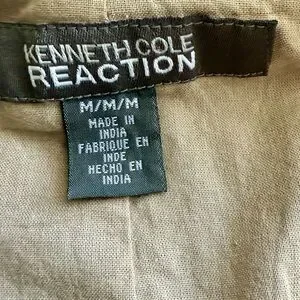 KENNETH COLE
REACTION
M/M/M
MADE IN
INDIA
FABRIQUE EN
INDE
HECHO EN
INDIA